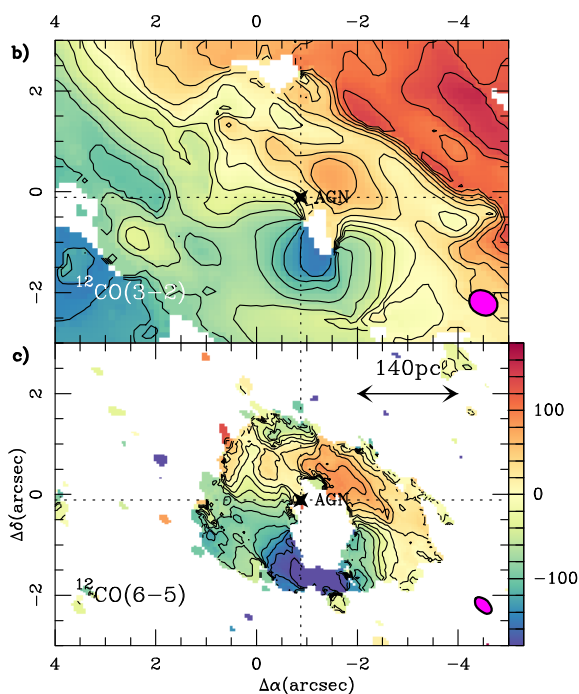 4 2 0 −2 −4
b)
2
0
AGN
−2
¹²CO(3−2)
c)
140pc
2
100
0
AGN
0
−100
−2
¹²CO(6−5)
Δδ(arcsec)
4 2 0 −2 −4
Δα(arcsec)